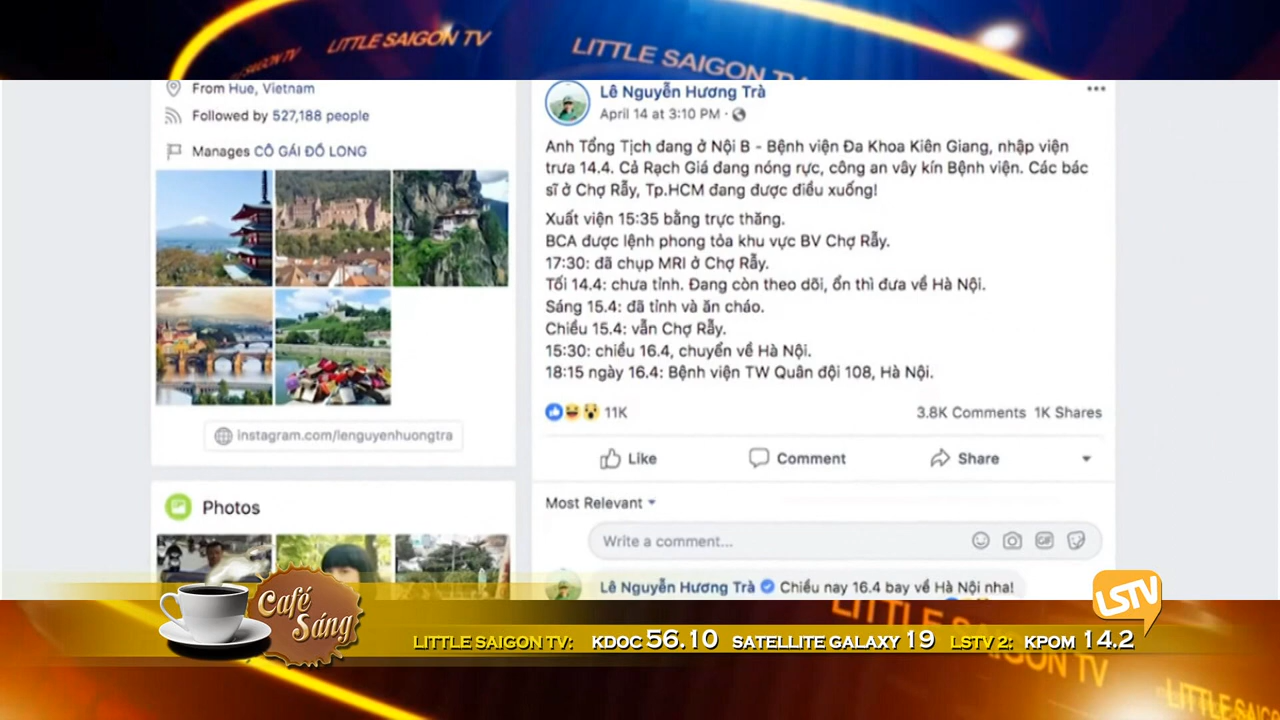 LITTLE SAIGON TV
LITTLE SAIGON TV
From Hue, Vietnam
Followed by 527,188 people
Manages CÔ GÁI ĐỒ LONG
instagram.com/lenguyenhuongtra
Photos
Lê Nguyễn Hương Trà
April 14 at 3:10 PM ·
Anh Tổng Tịch đang ở Nội B - Bệnh viện Đa Khoa Kiên Giang, nhập viện
trưa 14.4. Cả Rạch Giá đang nóng rực, công an vây kín Bệnh viện. Các bác
sĩ ở Chợ Rẫy, Tp.HCM đang được điều xuống!
Xuất viện 15:35 bằng trực thăng.
BCA được lệnh phong tỏa khu vực BV Chợ Rẫy.
17:30: đã chụp MRI ở Chợ Rẫy.
Tối 14.4: chưa tỉnh. Đang còn theo dõi, ổn thì đưa về Hà Nội.
Sáng 15.4: đã tỉnh và ăn cháo.
Chiều 15.4: vẫn Chợ Rẫy.
15:30: chiều 16.4, chuyển về Hà Nội.
18:15 ngày 16.4: Bệnh viện TW Quân đội 108, Hà Nội.
11K
3.8K Comments 1K Shares
Like Comment Share
Most Relevant
Write a comment...
GIF
Lê Nguyễn Hương Trà Chiều nay 16.4 bay về Hà Nội nha!
Café
Sáng
LSTV
LITTLE SAIGON TV: KDOC 56.10 SATELLITE GALAXY 19 LSTV 2: KPOM 14.2
LITTLE SAIGON
SAIGON TV
LITTLE SAIGON